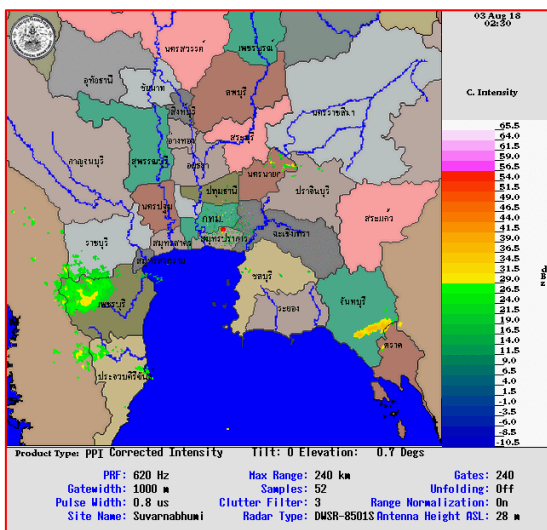 03 Aug 18
02:30
C. Intensity
นครสวรรค์
เพชรบูรณ์
อุทัยธานี
ชัยนาท
ลพบุรี
นครราชสีมา
สิงห์บุรี
อ่างทอง
สระบุรี
กาญจนบุรี
สุพรรณบุรี
อยุธยา
นครนายก
ปราจีนบุรี
ปทุมธานี
นครปฐม
กทม.
สระแก้ว
ราชบุรี
สมุทรสาคร
สมุทรปราการ
ฉะเชิงเทรา
สมุทรสงคราม
ชลบุรี
เพชรบุรี
ระยอง
จันทบุรี
ตราด
ประจวบคีรีขันธ์
65.5
64.0
61.5
59.0
56.5
54.0
51.5
49.0
46.5
44.0
41.5
39.0
36.5
34.0
31.5
29.0
26.5
24.0
21.5
19.0
16.5
14.0
11.5
9.0
6.5
4.0
1.5
-0.5
-3.0
-5.5
-8.0
-10.5
Product Type: PPI Corrected Intensity Tilt: 0 Elevation: 0.7 Degs
PRF: 620 Hz Max Range: 240 km Gates: 240
Gatewidth: 1000 m Samples: 52 Unfolding: Off
Pulse Width: 0.8 us Clutter Filter: 3 Range Normalization: On
Site Name: Suvarnabhumi Radar Type: DWSR-8501S Antenna Height ASL: 28 m